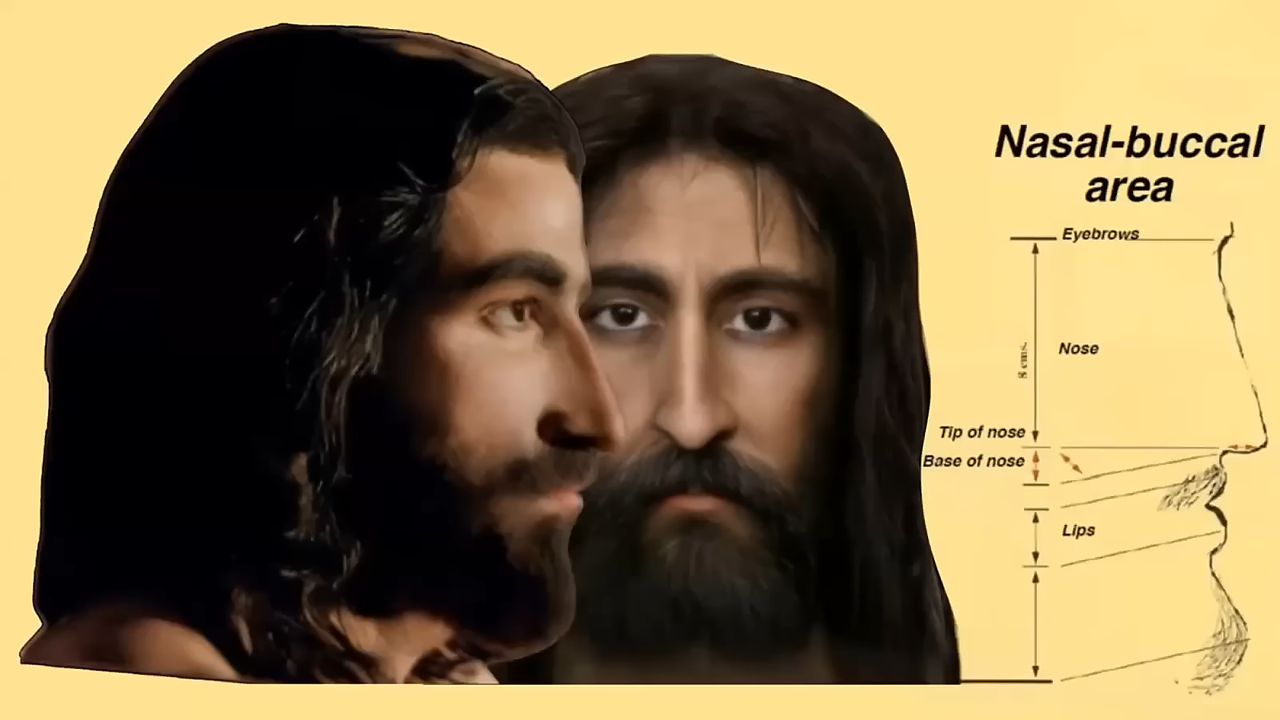 Nasal-buccal
area
Eyebrows
8 cms.
Nose
Tip of nose
Base of nose
Lips